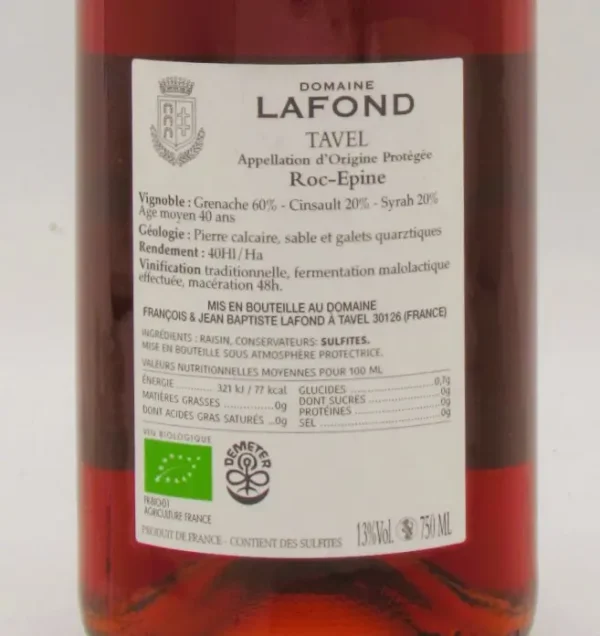 DOMAINE
LAFOND
TAVEL
Appellation d'Origine Protégée
Roc-Epine
Vignoble : Grenache 60% - Cinsault 20% - Syrah 20%
Age moyen 40 ans
Géologie : Pierre calcaire, sable et galets quartziques
Rendement : 40Hl/Ha
Vinification traditionnelle, fermentation malolactique
effectuée, macération 48h.
MIS EN BOUTEILLE AU DOMAINE
FRANÇOIS & JEAN BAPTISTE LAFOND À TAVEL 30126 (FRANCE)
INGRÉDIENTS : RAISIN, CONSERVATEURS: SULFITES.
MISE EN BOUTEILLE SOUS ATMOSPHÈRE PROTECTRICE.
VALEURS NUTRITIONNELLES MOYENNES POUR 100 ML
ÉNERGIE ........ 321 kJ / 77 kcal
MATIÈRES GRASSES ............0g
DONT ACIDES GRAS SATURÉS ..0g
GLUCIDES .................. 0,7g
DONT SUCRES .............0g
PROTÉINES ................0g
SEL ..........................0g
VIN BIOLOGIQUE
DEMETER
FR-BIO-01
AGRICULTURE FRANCE
PRODUIT DE FRANCE - CONTIENT DES SULFITES
13%Vol. 750 ML